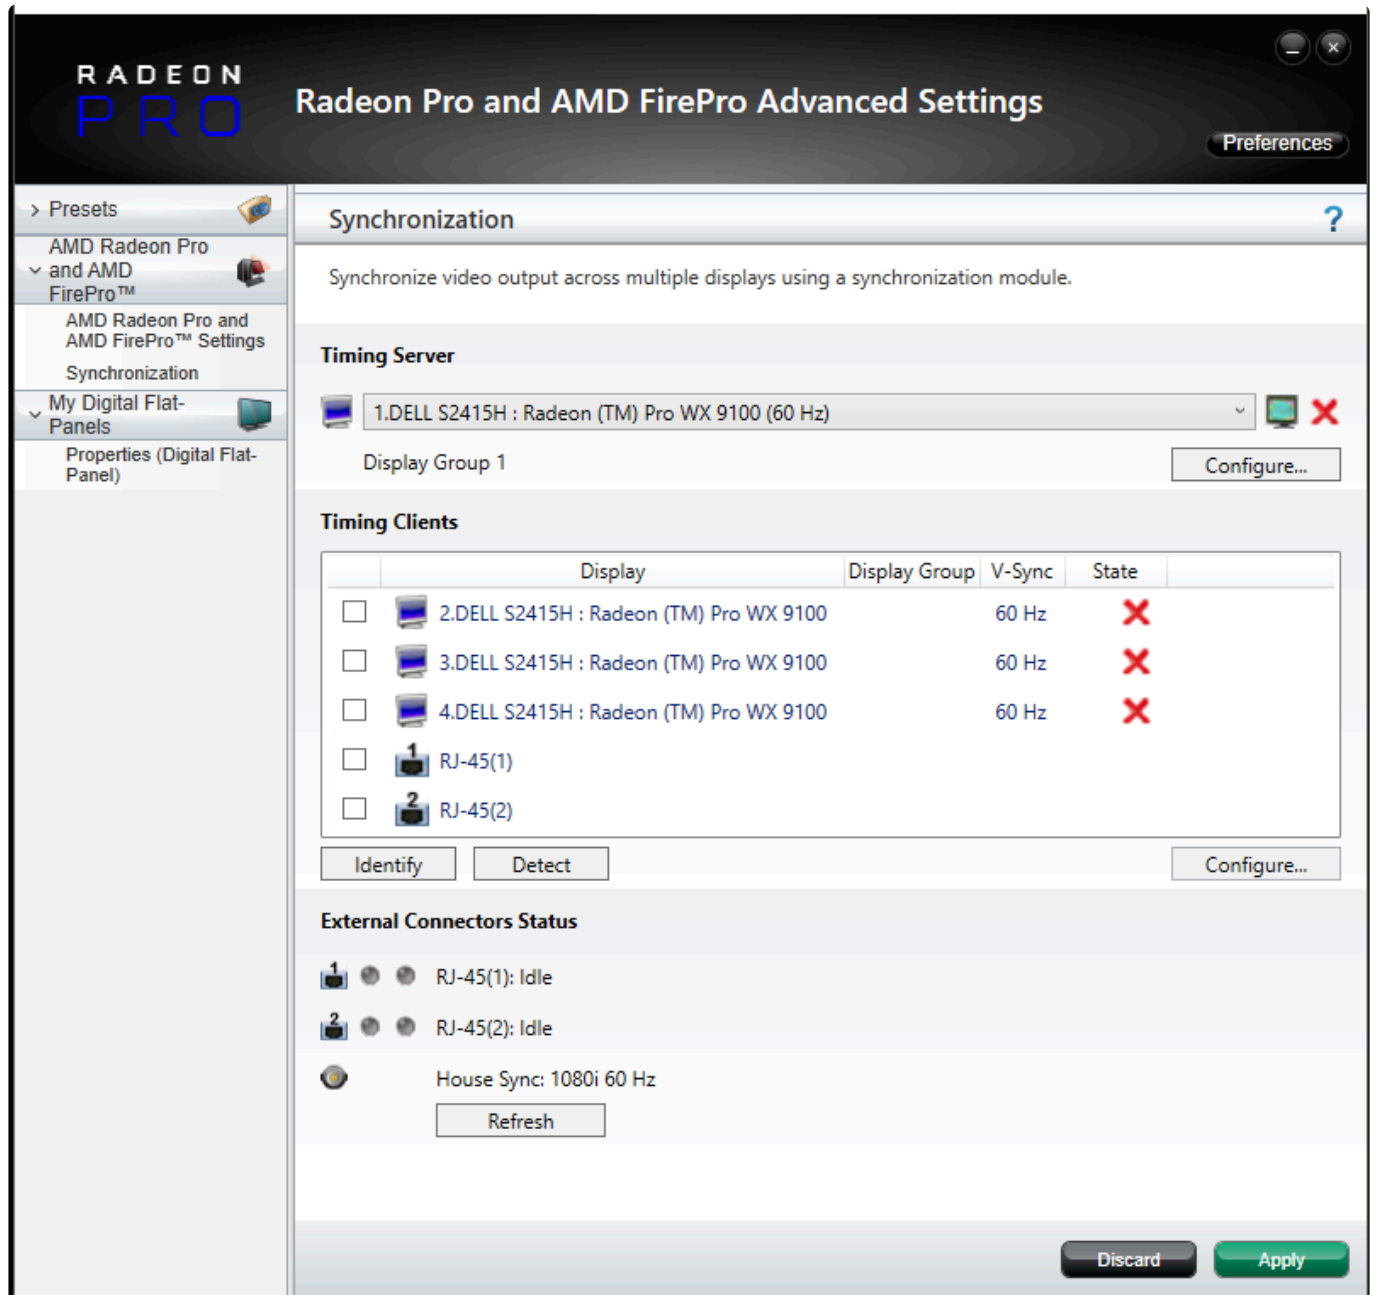 RADEON
PRO
Radeon Pro and AMD FirePro Advanced Settings
Preferences
Presets
AMD Radeon Pro
and AMD
FirePro™
AMD Radeon Pro and
AMD FirePro™ Settings
Synchronization
My Digital Flat-
Panels
Properties (Digital Flat-
Panel)
Synchronization
?
Synchronize video output across multiple displays using a synchronization module.
Timing Server
1.DELL S2415H : Radeon (TM) Pro WX 9100 (60 Hz)
Display Group 1
Configure...
Timing Clients
Display Display Group V-Sync State
2.DELL S2415H : Radeon (TM) Pro WX 9100 60 Hz
3.DELL S2415H : Radeon (TM) Pro WX 9100 60 Hz
4.DELL S2415H : Radeon (TM) Pro WX 9100 60 Hz
1 RJ-45(1)
2 RJ-45(2)
Identify Detect Configure...
External Connectors Status
1 RJ-45(1): Idle
2 RJ-45(2): Idle
House Sync: 1080i 60 Hz
Refresh
Discard Apply